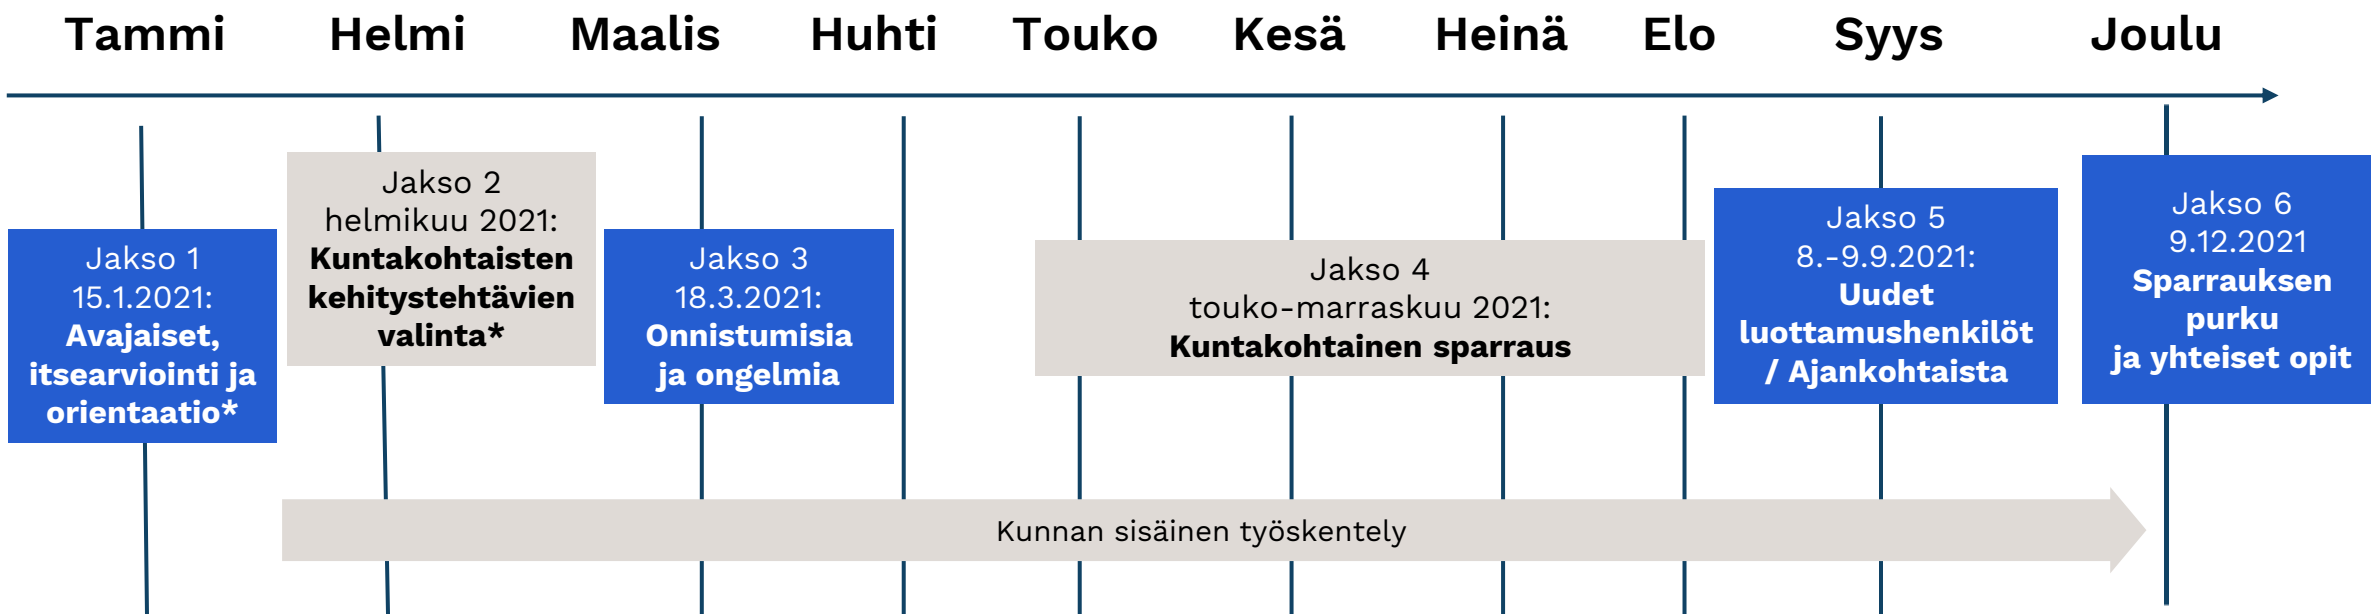 Tammi Helmi Maalis Huhti Touko Kesä Heinä Elo Syys Joulu
Jakso 1
15.1.2021:
Avajaiset,
itsearviointi ja
orientaatio*
Jakso 2
helmikuu 2021:
Kuntakohtaisten
kehitystehtävien
valinta*
Jakso 3
18.3.2021:
Onnistumisia
ja ongelmia
Jakso 4
touko-marraskuu 2021:
Kuntakohtainen sparraus
Jakso 5
8.-9.9.2021:
Uudet
luottamushenkilöt
/ Ajankohtaista
Jakso 6
9.12.2021
Sparrauksen
purku
ja yhteiset opit
Kunnan sisäinen työskentely